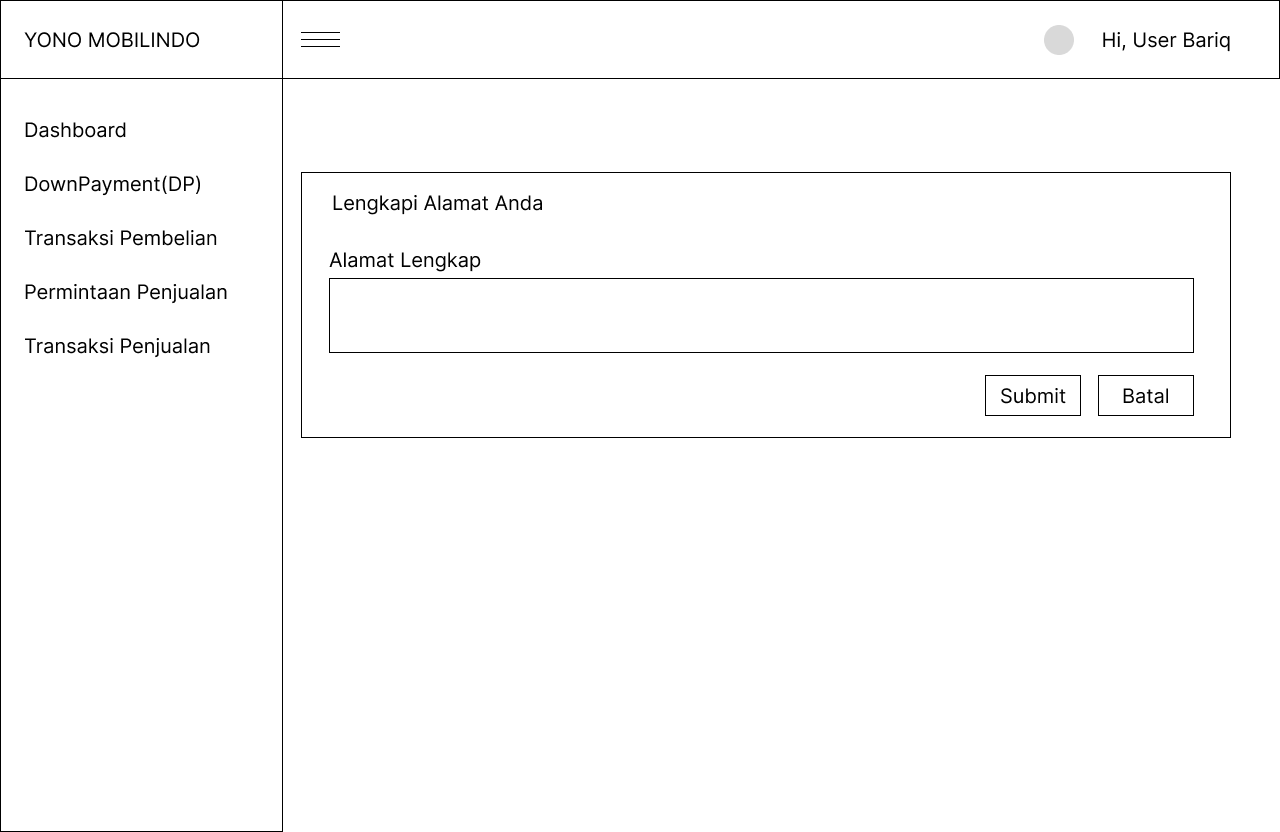 YONO MOBILINDO
Hi, User Bariq
Dashboard
DownPayment(DP)
Transaksi Pembelian
Permintaan Penjualan
Transaksi Penjualan
Lengkapi Alamat Anda
Alamat Lengkap
Submit
Batal